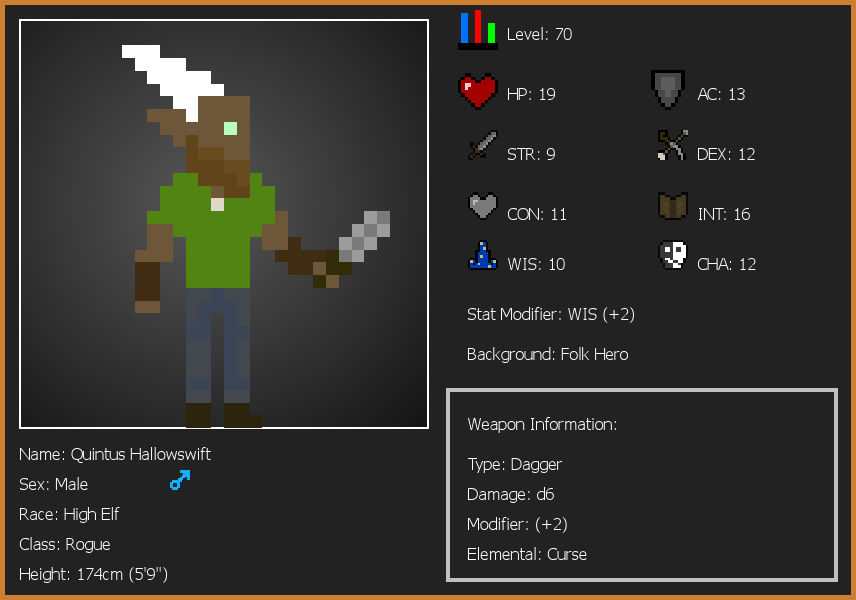 Level: 70
HP: 19
AC: 13
STR: 9
DEX: 12
CON: 11
INT: 16
WIS: 10
CHA: 12
Stat Modifier: WIS (+2)
Background: Folk Hero
Weapon Information:
Type: Dagger
Damage: d6
Modifier: (+2)
Elemental: Curse
Name: Quintus Hallowswift
Sex: Male
Race: High Elf
Class: Rogue
Height: 174cm (5'9")